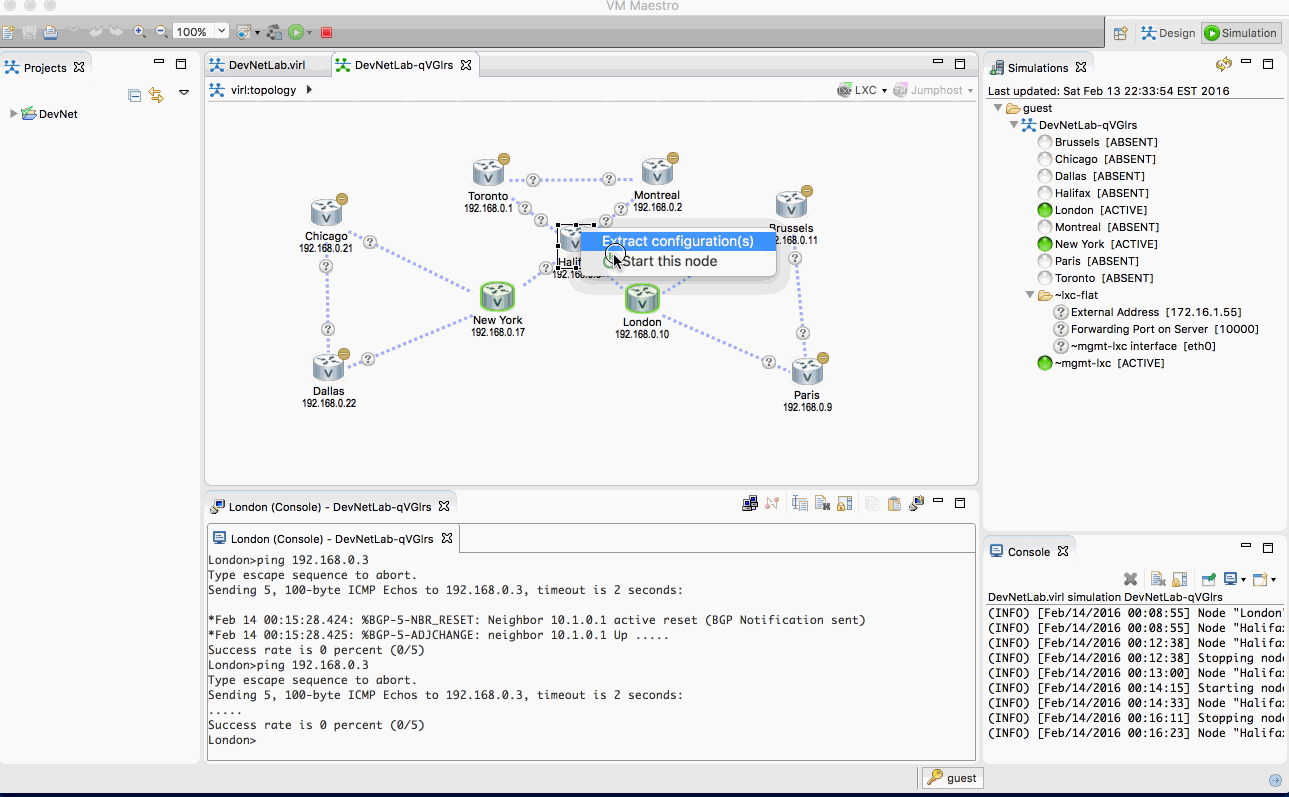 VM Maestro
100%
Design
Simulation
Projects
DevNet
DevNetLab.virl
DevNetLab-qVGlrs
virl:topology
LXC
Jumphost
Toronto
192.168.0.1
Montreal
192.168.0.2
Chicago
192.168.0.21
Brussels
2.168.0.11
Extract configuration(s)
Start this node
Halif
192.168.
New York
192.168.0.17
London
192.168.0.10
Dallas
192.168.0.22
Paris
192.168.0.9
London (Console) - DevNetLab-qVGlrs
London (Console) - DevNetLab-qVGlrs
London>ping 192.168.0.3
Type escape sequence to abort.
Sending 5, 100-byte ICMP Echos to 192.168.0.3, timeout is 2 seconds:
*Feb 14 00:15:28.424: %BGP-5-NBR_RESET: Neighbor 10.1.0.1 active reset (BGP Notification sent)
*Feb 14 00:15:28.425: %BGP-5-ADJCHANGE: neighbor 10.1.0.1 Up .....
Success rate is 0 percent (0/5)
London>ping 192.168.0.3
Type escape sequence to abort.
Sending 5, 100-byte ICMP Echos to 192.168.0.3, timeout is 2 seconds:
.....
Success rate is 0 percent (0/5)
London>
Simulations
Last updated: Sat Feb 13 22:33:54 EST 2016
guest
DevNetLab-qVGlrs
Brussels [ABSENT]
Chicago [ABSENT]
Dallas [ABSENT]
Halifax [ABSENT]
London [ACTIVE]
Montreal [ABSENT]
New York [ACTIVE]
Paris [ABSENT]
Toronto [ABSENT]
~lxc-flat
External Address [172.16.1.55]
Forwarding Port on Server [10000]
~mgmt-lxc interface [eth0]
~mgmt-lxc [ACTIVE]
Console
DevNetLab.virl simulation DevNetLab-qVGlrs
(INFO) [Feb/14/2016 00:08:55] Node "London"
(INFO) [Feb/14/2016 00:08:55] Node "Halifa
(INFO) [Feb/14/2016 00:12:38] Node "Halifa
(INFO) [Feb/14/2016 00:12:38] Stopping node
(INFO) [Feb/14/2016 00:13:00] Node "Halifa
(INFO) [Feb/14/2016 00:14:15] Starting node
(INFO) [Feb/14/2016 00:14:33] Node "Halifa
(INFO) [Feb/14/2016 00:16:11] Stopping node
(INFO) [Feb/14/2016 00:16:23] Node "Halifa
guest